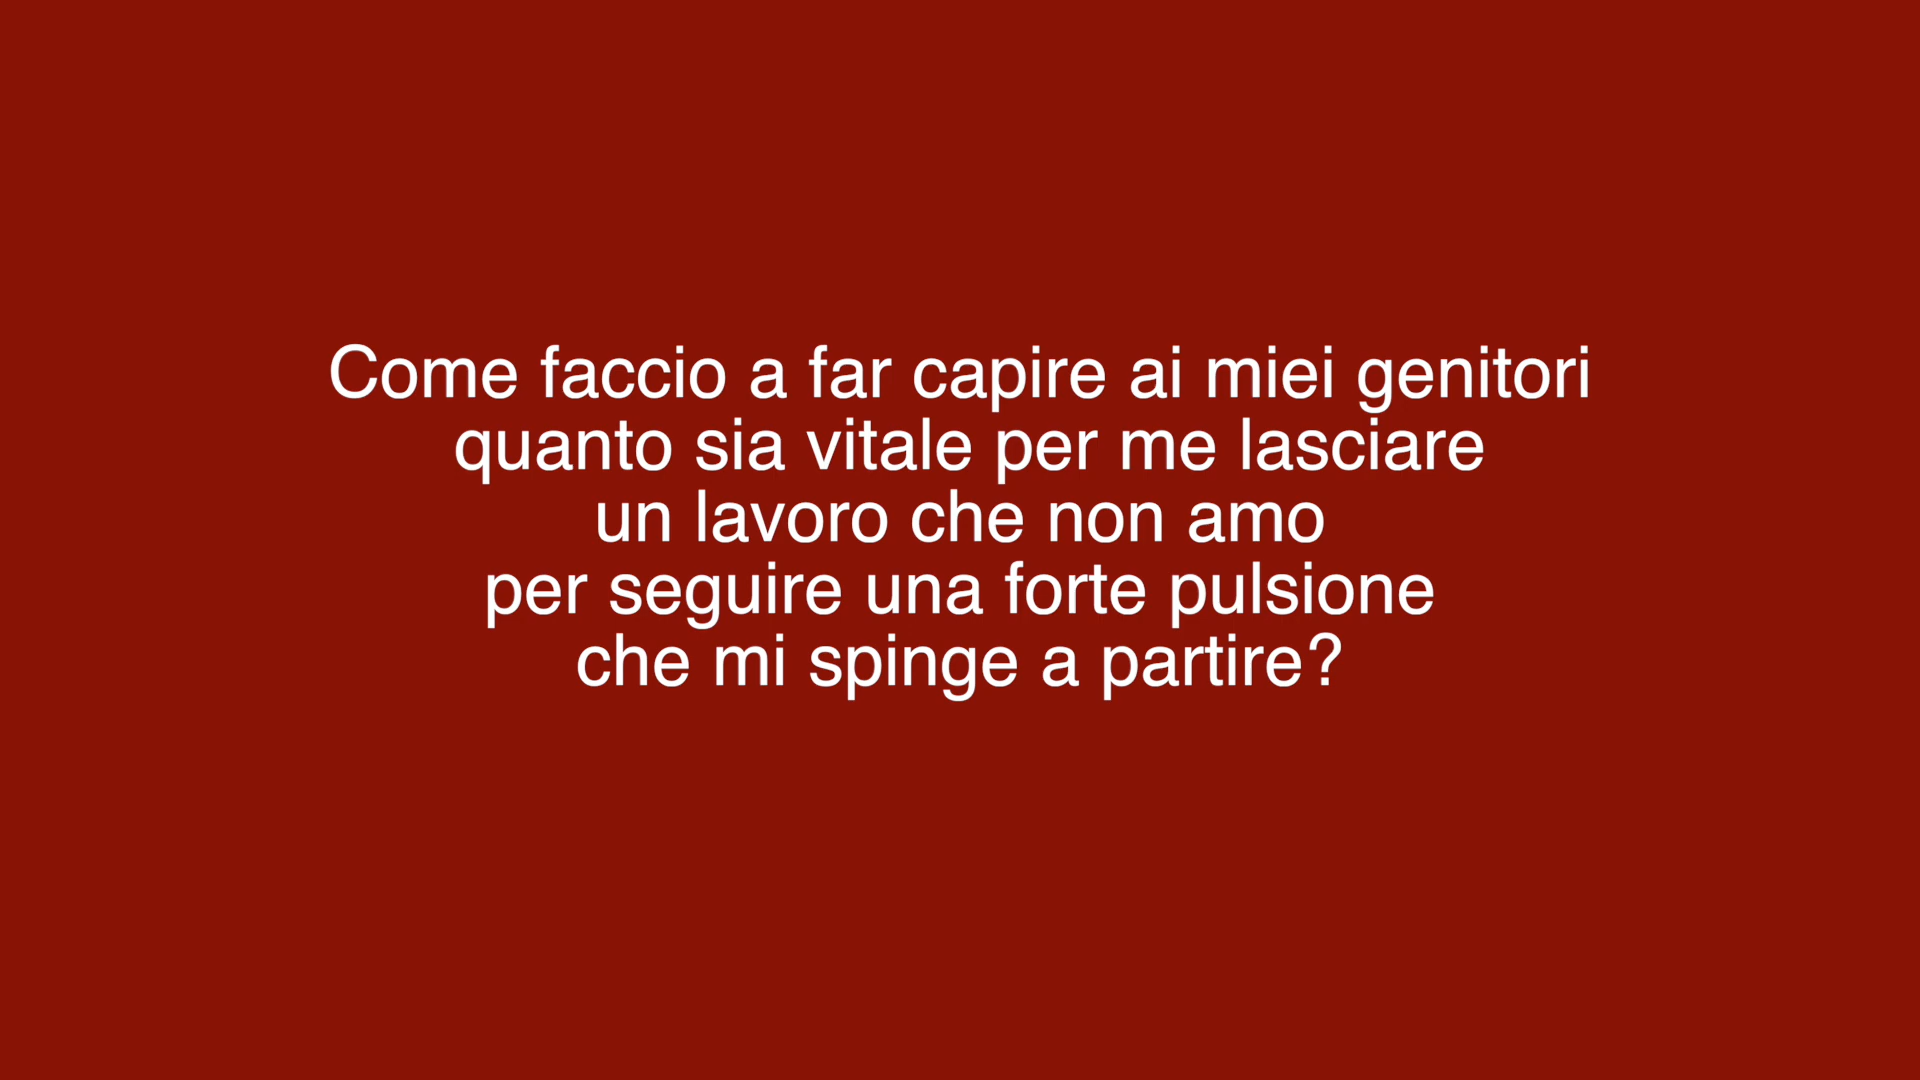 Come faccio a far capire ai miei genitori
quanto sia vitale per me lasciare
un lavoro che non amo
per seguire una forte pulsione
che mi spinge a partire?